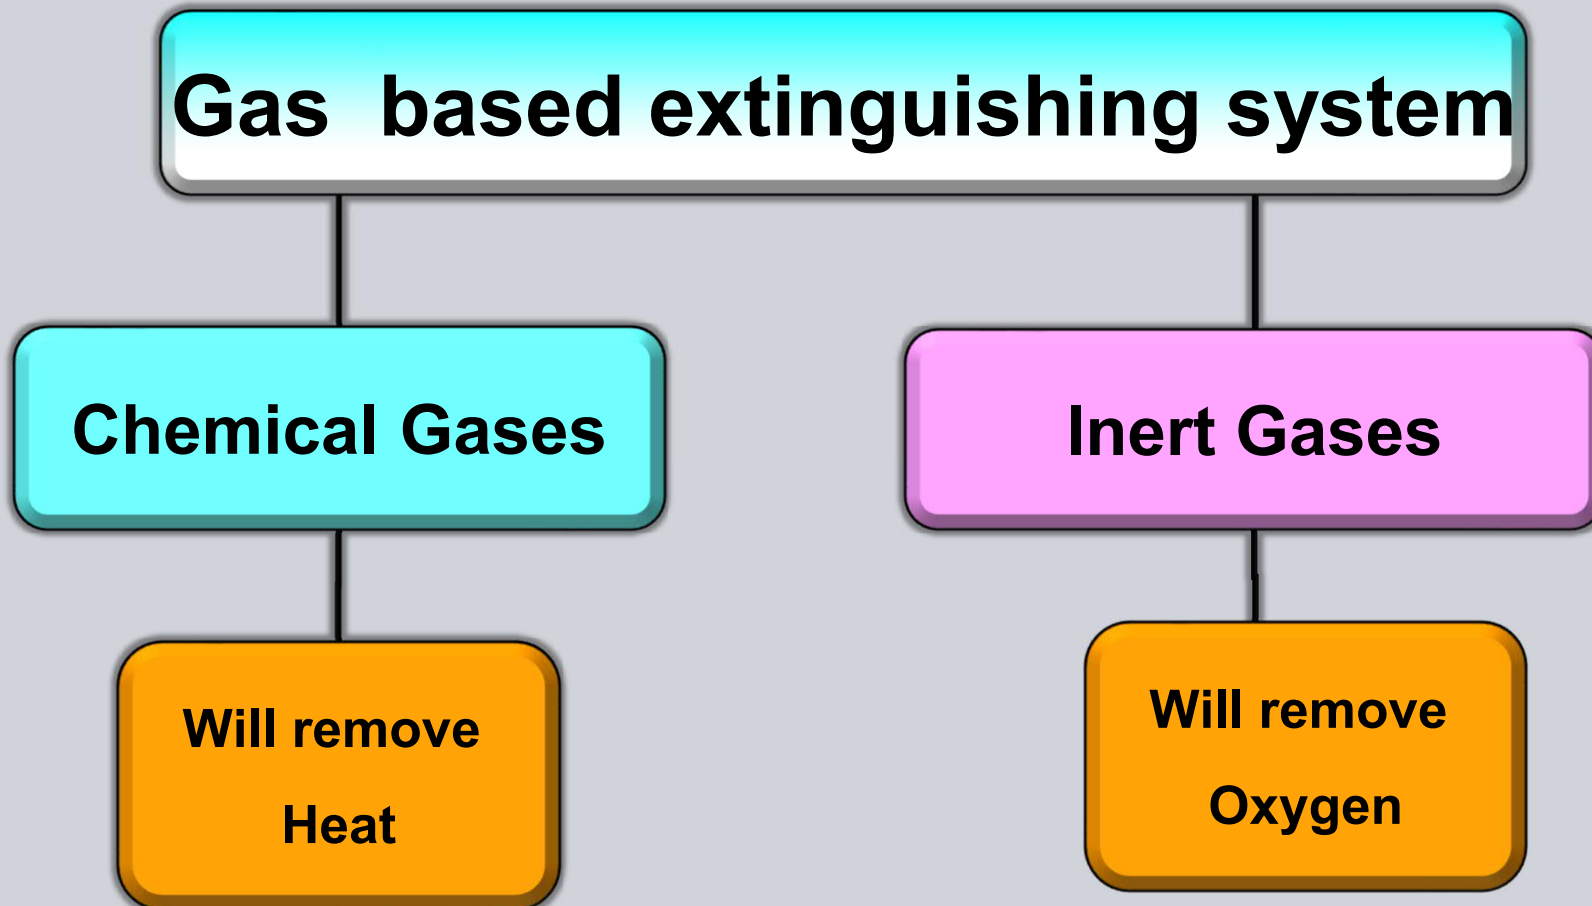 Gas  based extinguishing system
Chemical Gases
Inert Gases
Will remove
Heat
Will remove
Oxygen